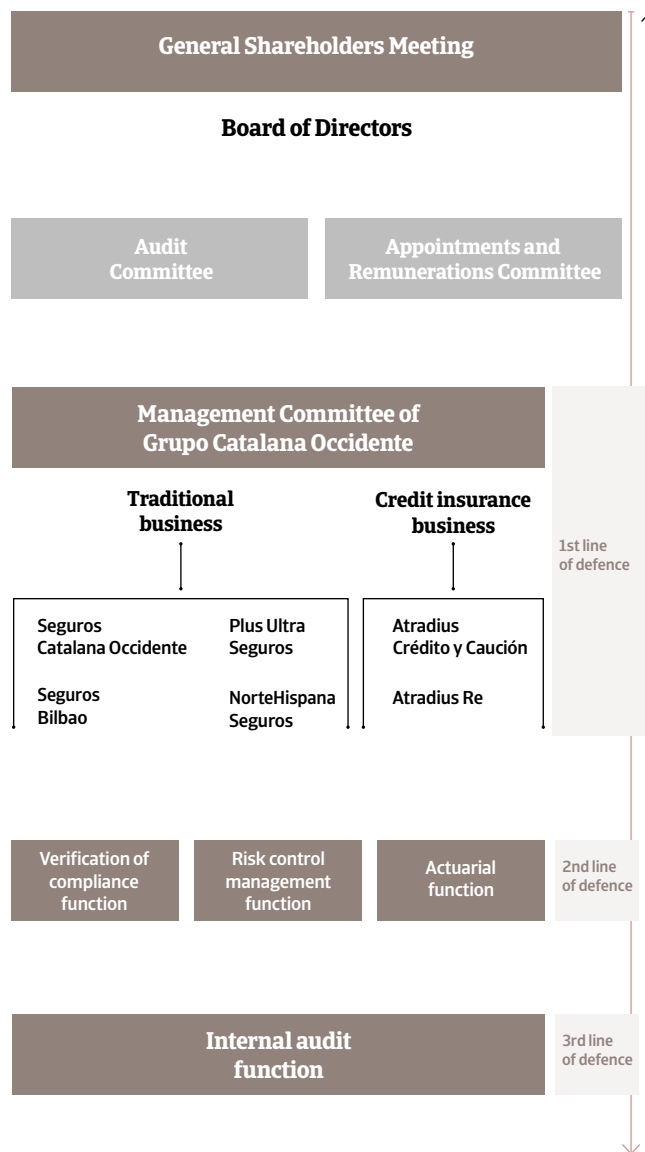 General Shareholders Meeting
Board of Directors
Audit
Committee
Appointments and
Remunerations Committee
Management Committee of
Grupo Catalana Occidente
Traditional
business
Credit insurance
business
1st line
of defence
Seguros
Catalana Occidente
Plus Ultra
Seguros
Atradius
Crédito y Caución
Seguros
Bilbao
NorteHispana
Seguros
Atradius Re
Verification of
compliance
function
Risk control
management
function
Actuarial
function
2nd line
of defence
Internal audit
function
3rd line
of defence